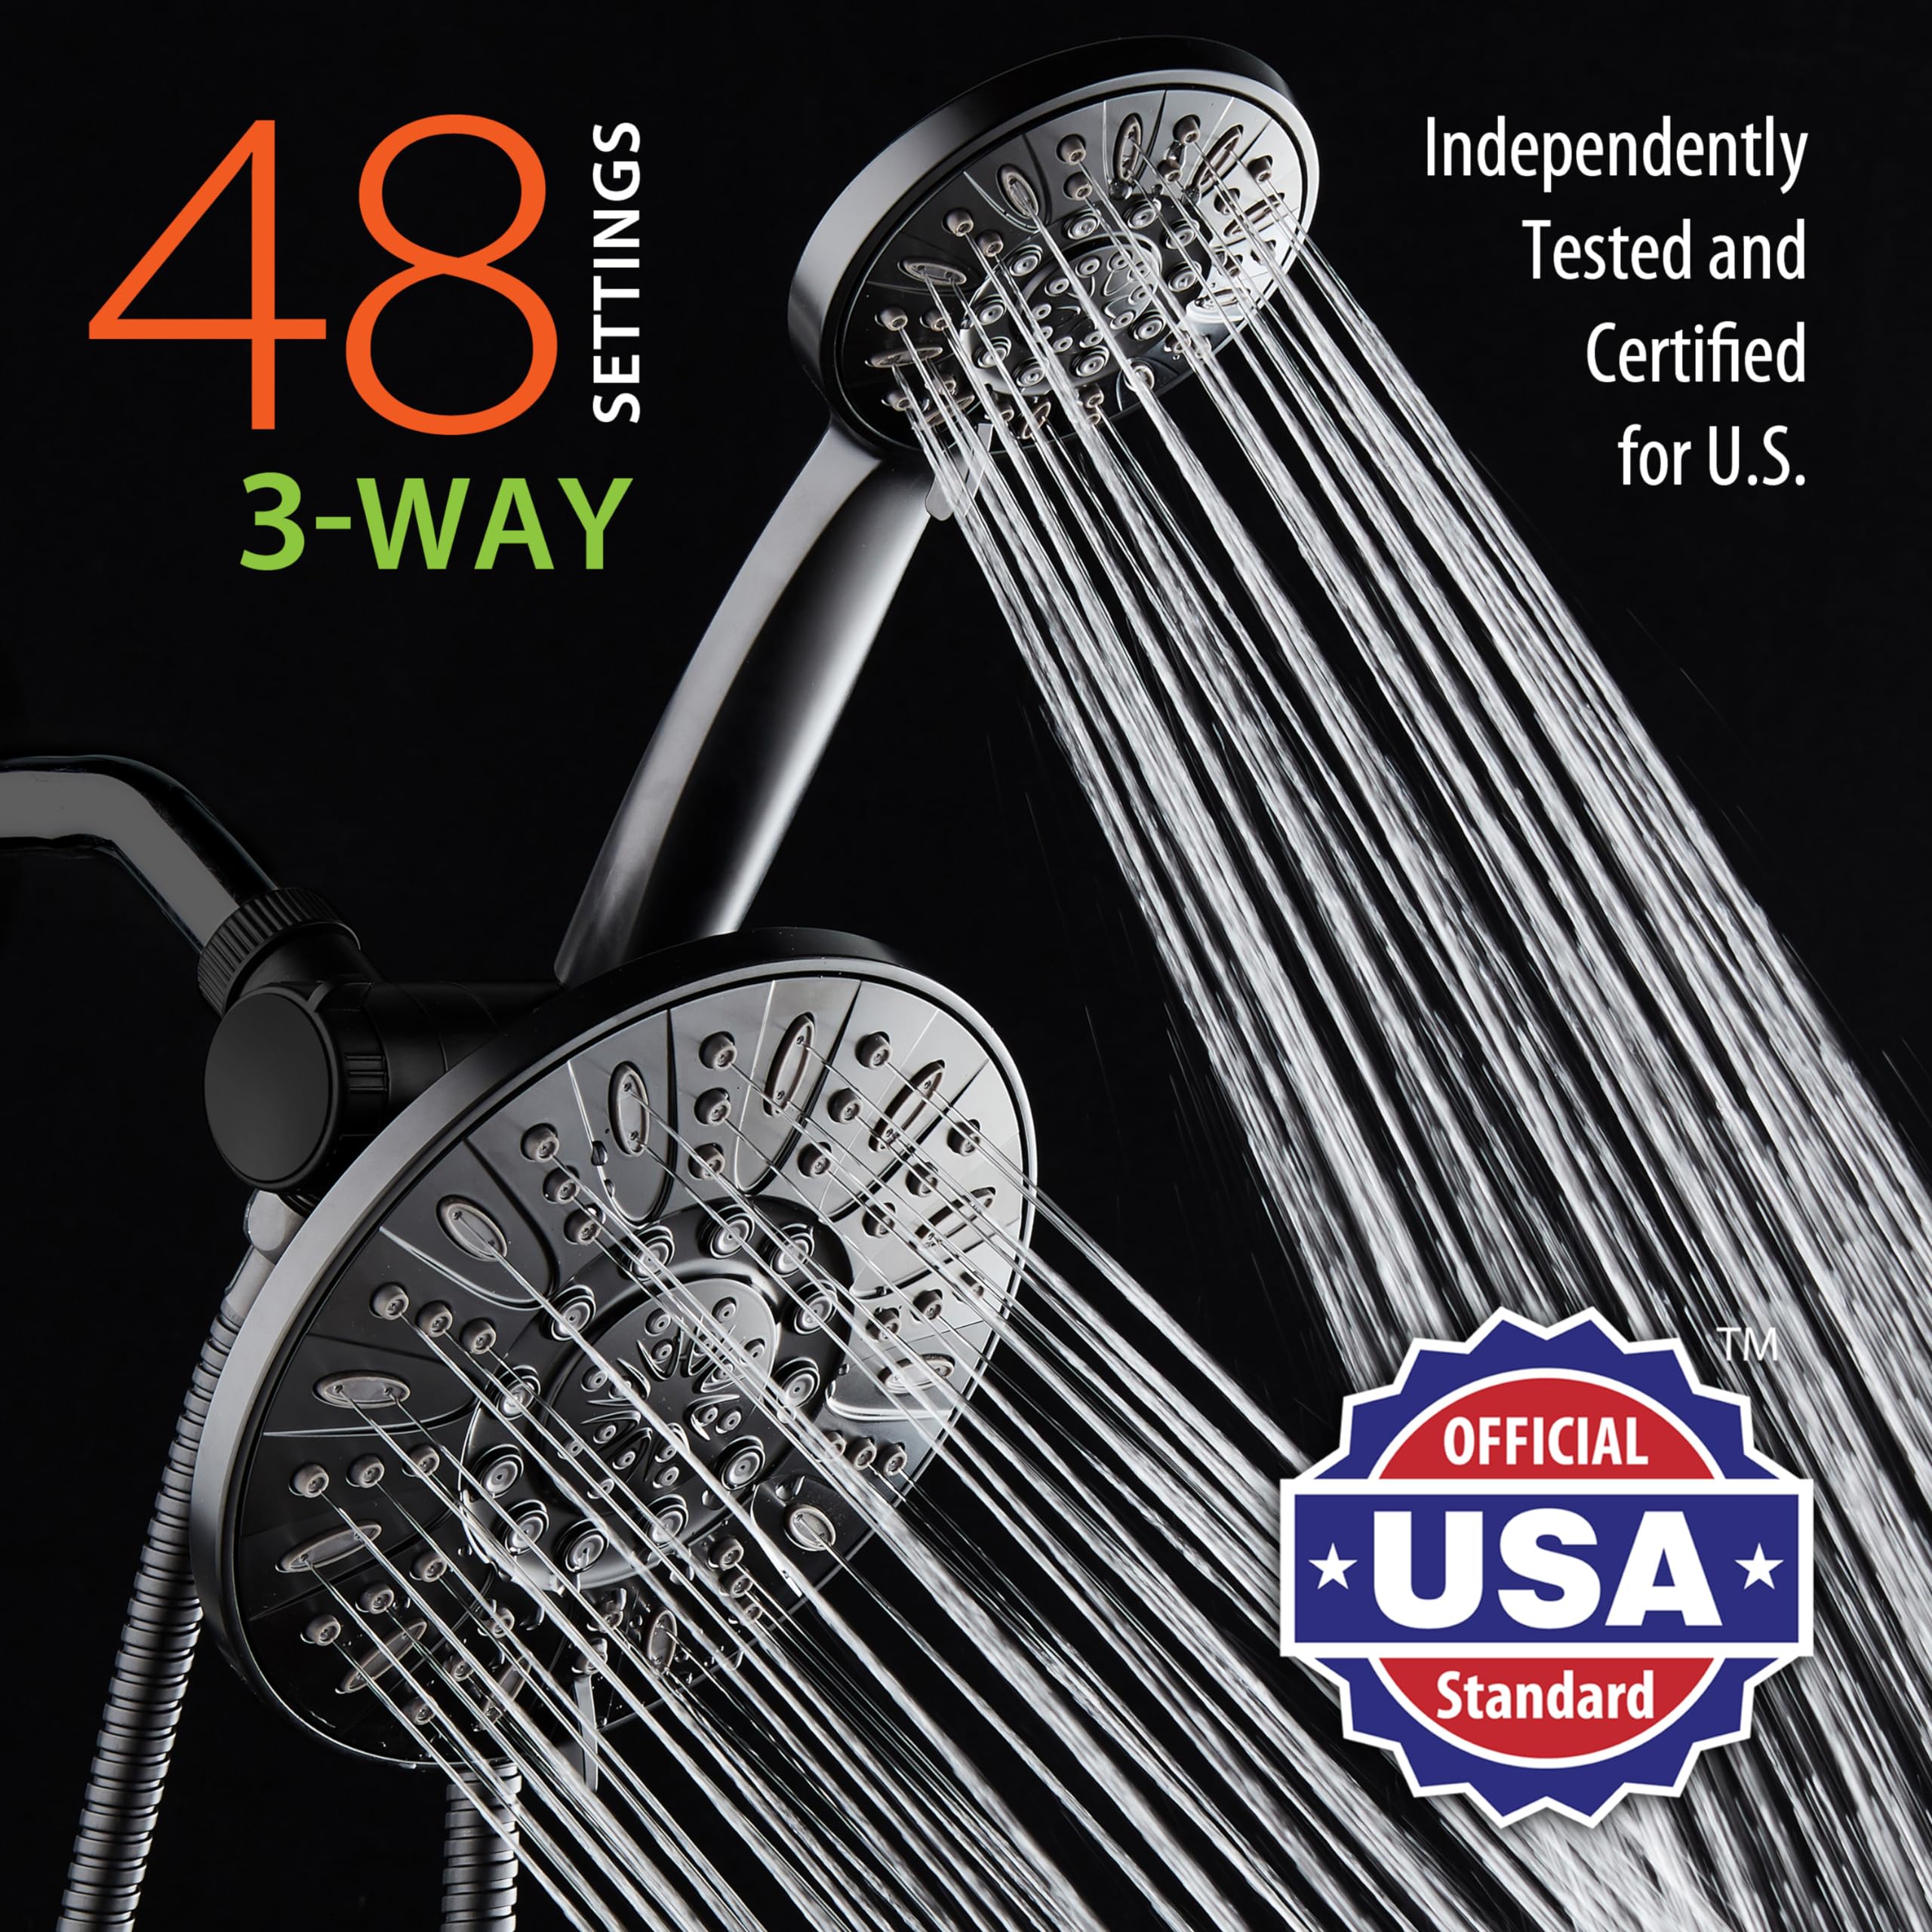 48
SETTINGS
3-WAY
Independently
Tested and
Certified
for U.S.
TM
OFFICIAL
USA
Standard